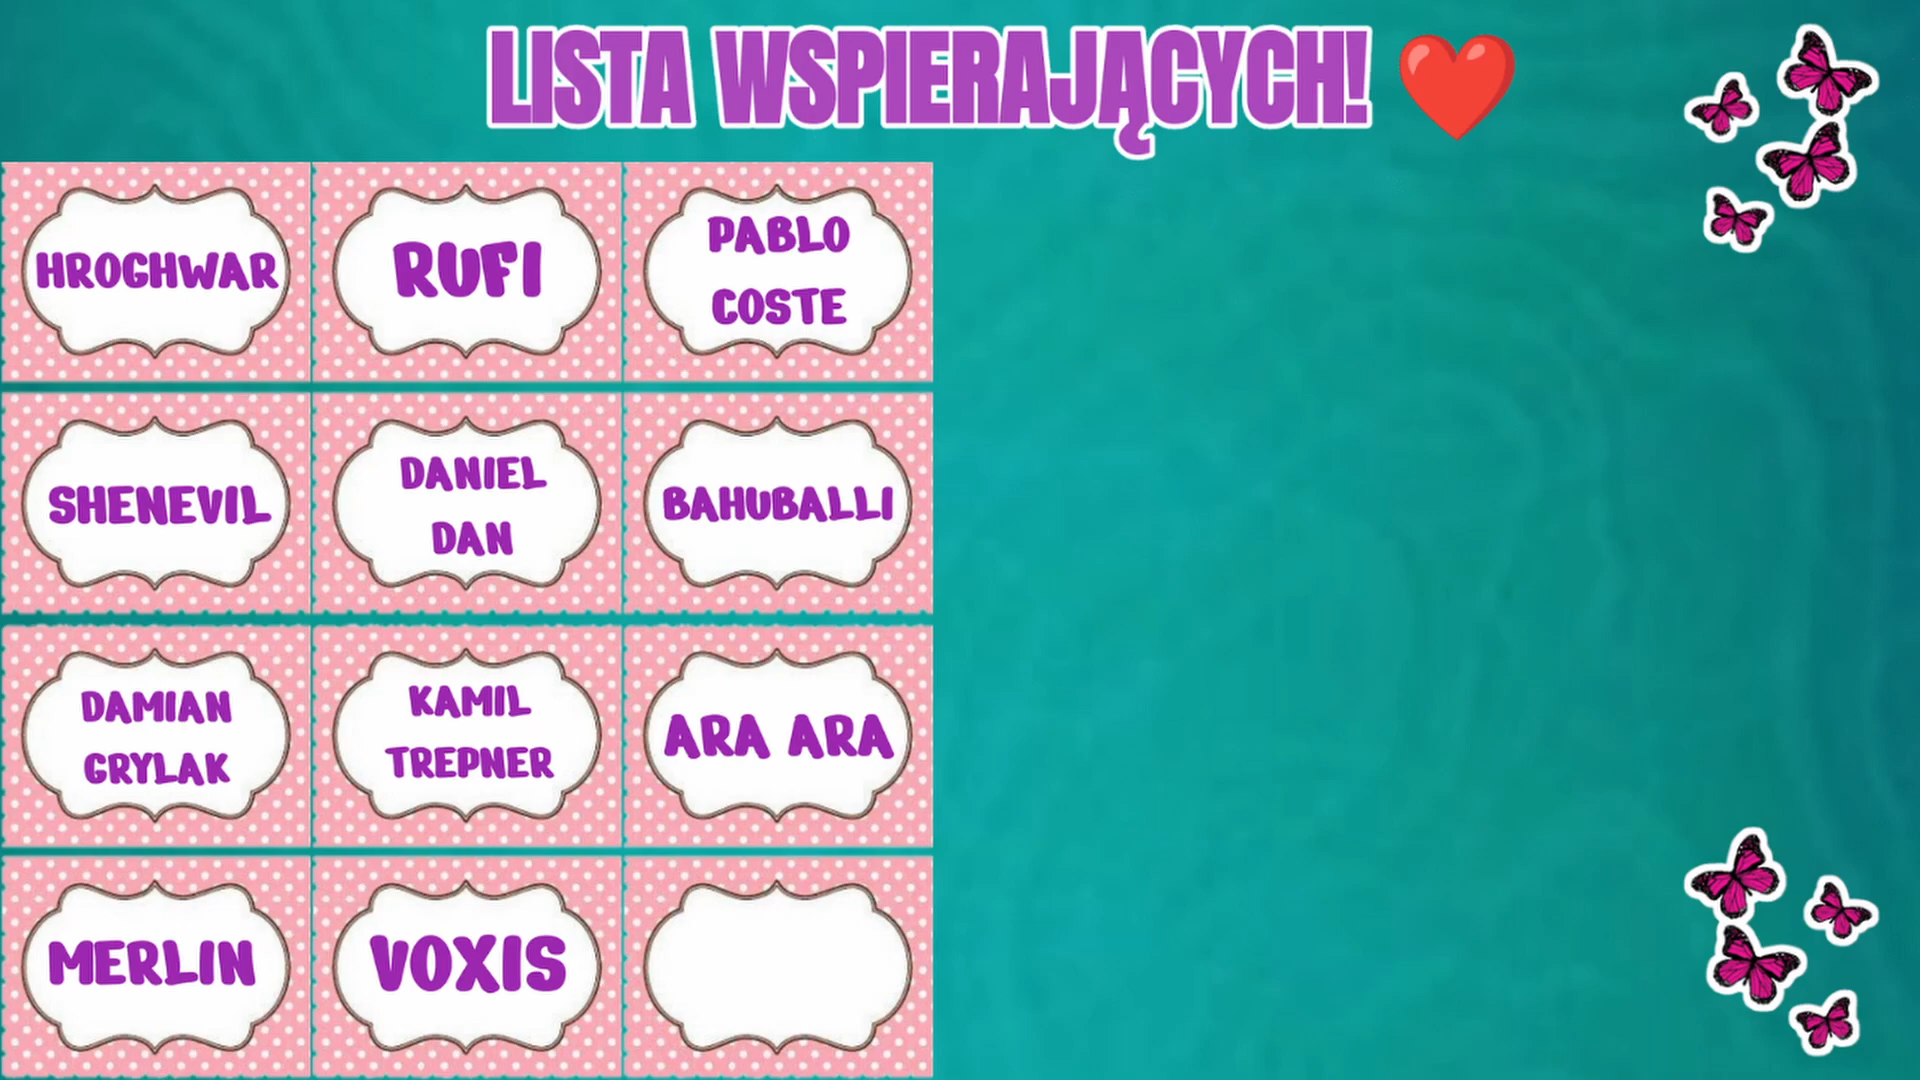 LISTA WSPIERAJĄCYCH! ❤️
HROGHWAR
RUFI
PABLO
COSTE
SHENEVIL
DANIEL
DAN
BAHUBALLI
DAMIAN
GRYLAK
KAMIL
TREPNER
ARA ARA
MERLIN
VOXIS